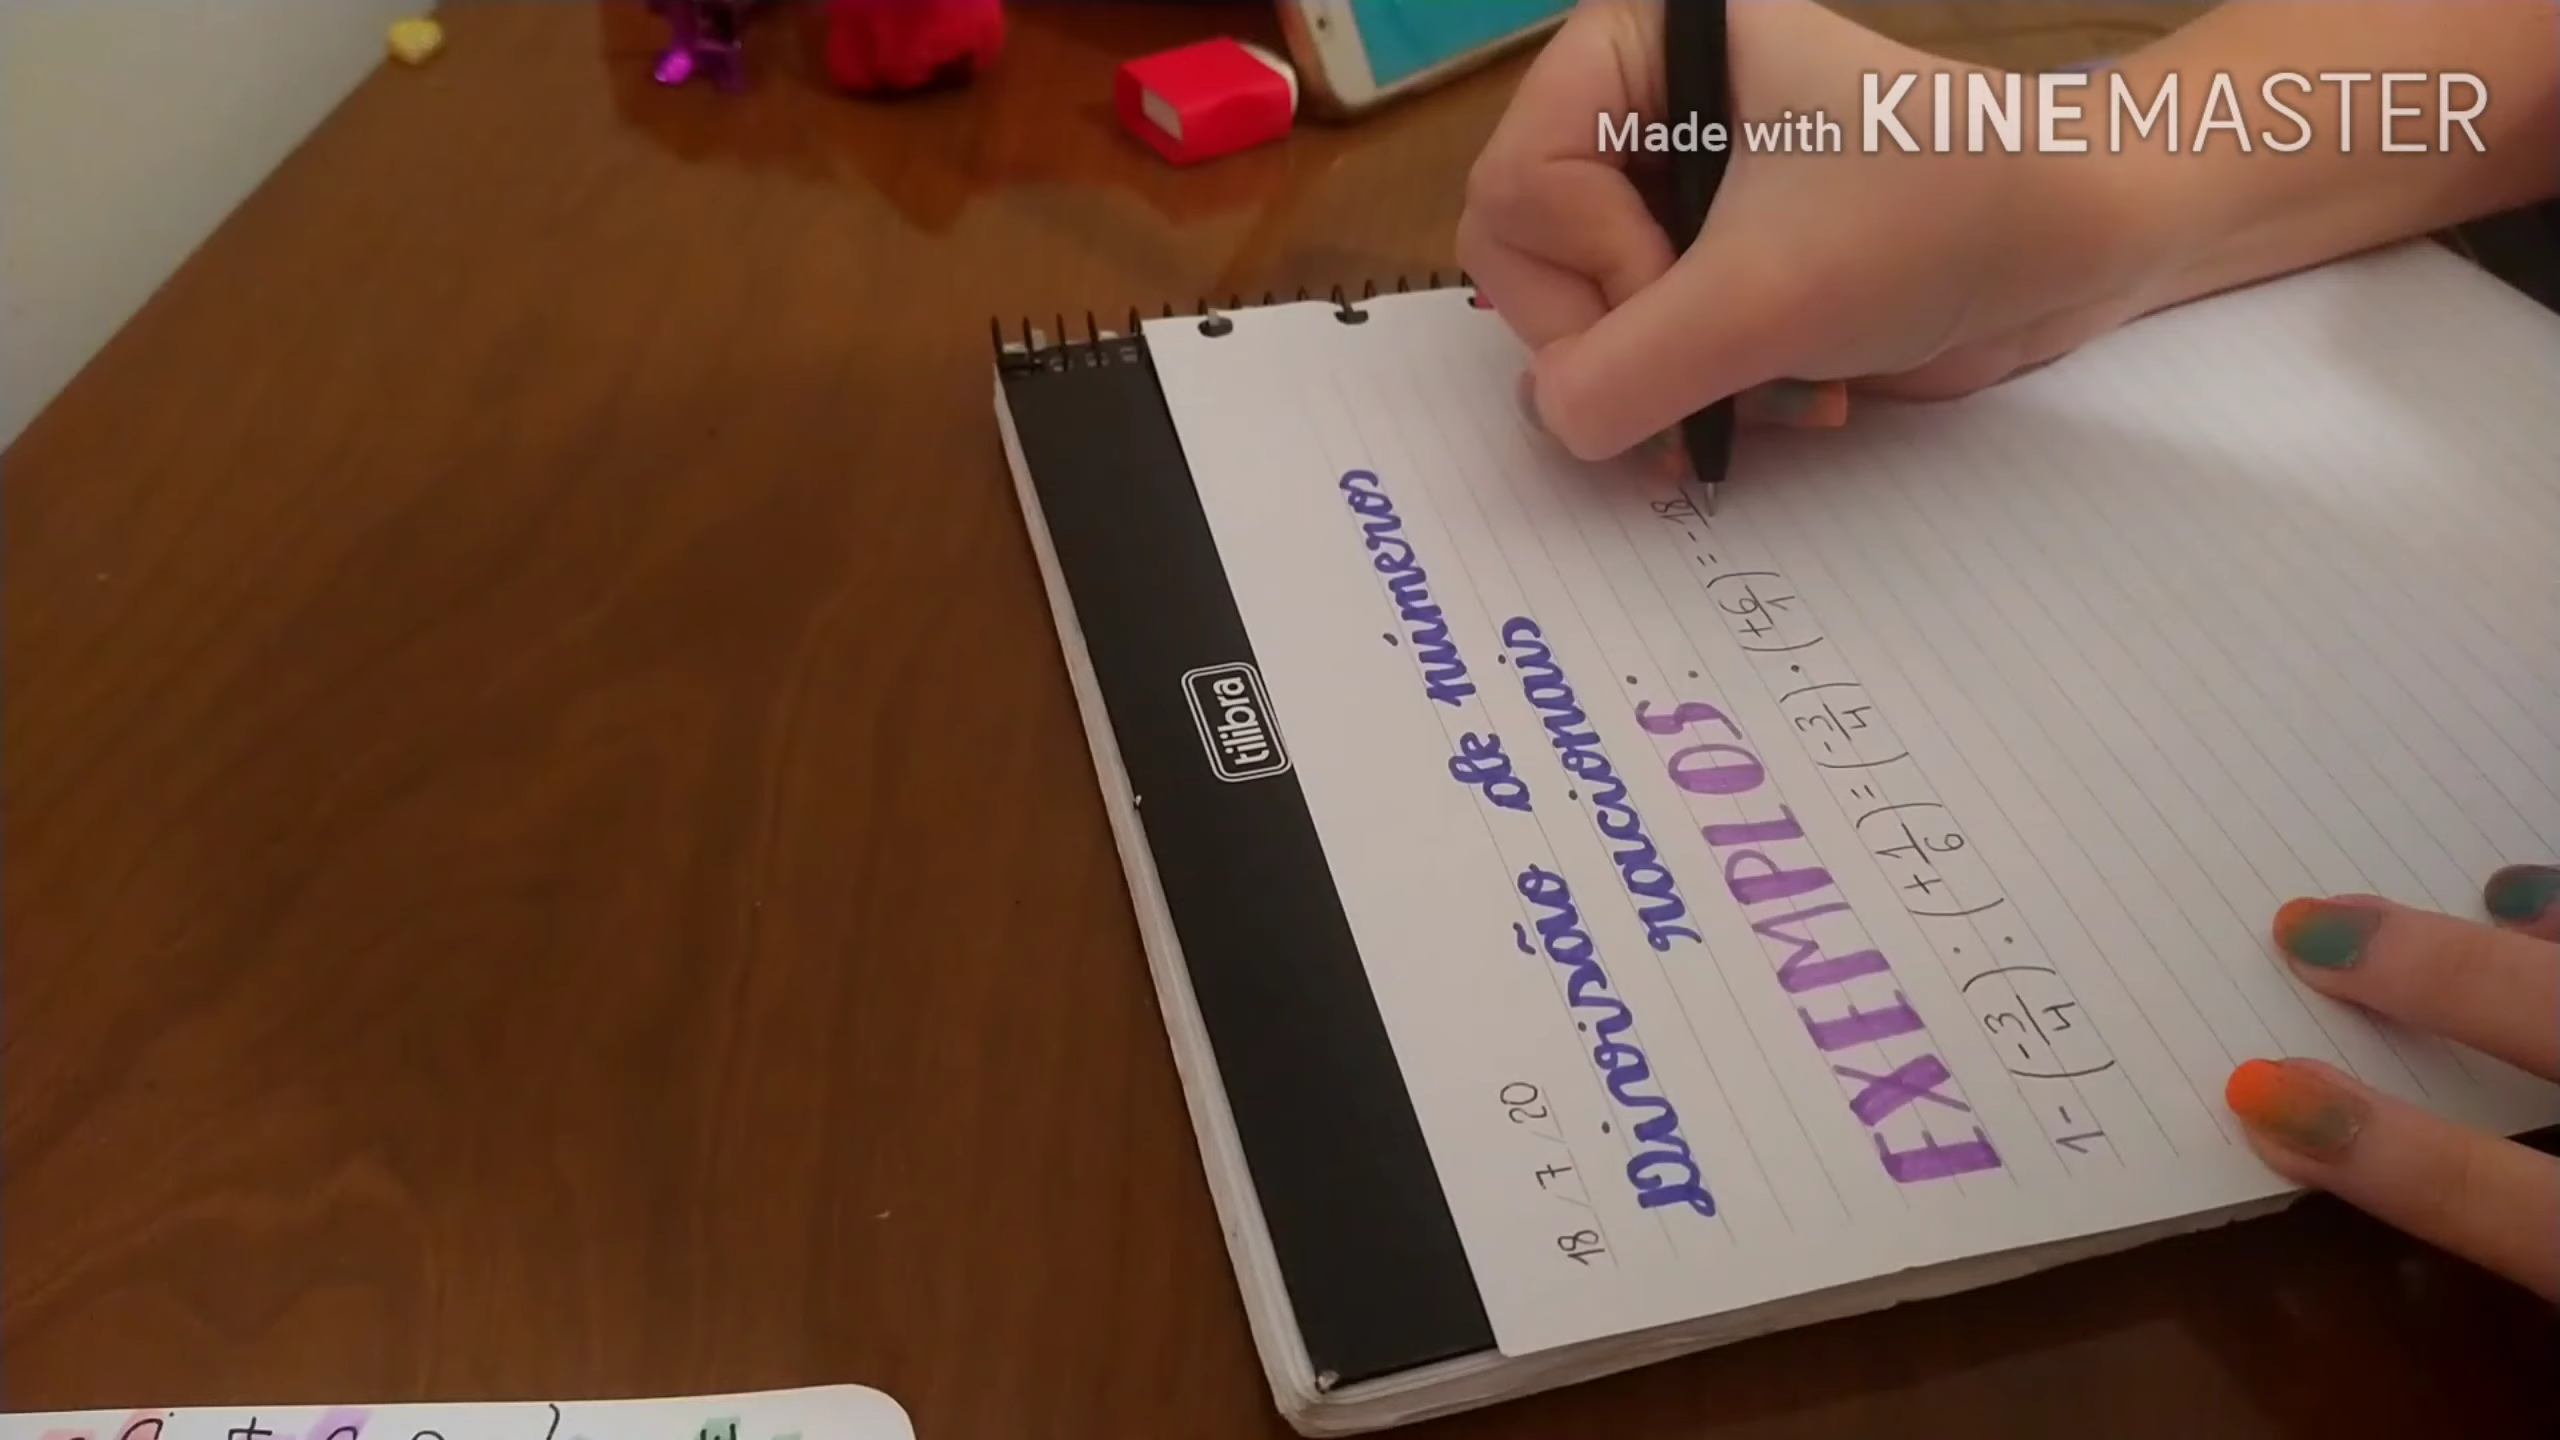 Made with KINEMASTER
tilibra
18/7/20
Divisão de números
racionais
EXEMPLOS:
1- (-3/4) : (+1/6) = (-3/4) · (+6/1) = -18/